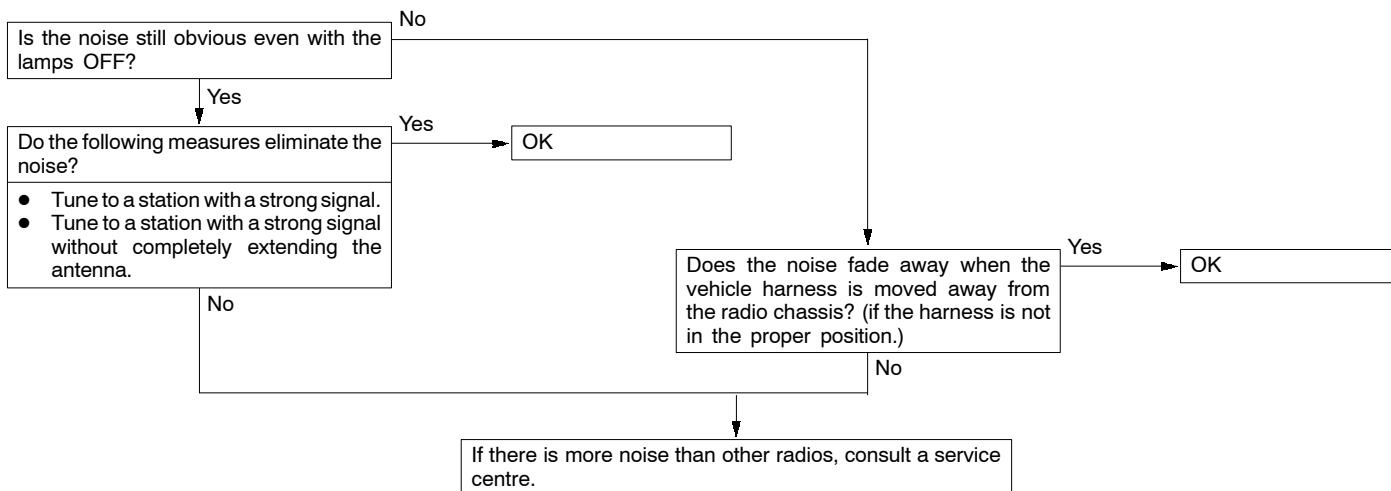 Is the noise still obvious even with the
lamps OFF?
No
Yes
Do the following measures eliminate the
noise?
Yes
OK
● Tune to a station with a strong signal.
● Tune to a station with a strong signal
without completely extending the
antenna.
No
Does the noise fade away when the
vehicle harness is moved away from
the radio chassis? (if the harness is not
in the proper position.)
Yes
OK
No
If there is more noise than other radios, consult a service
centre.